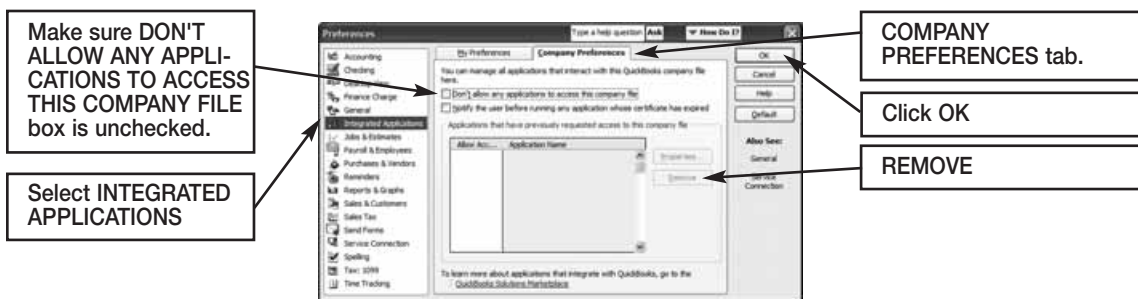 Make sure DON'T
ALLOW ANY APPLI-
CATIONS TO ACCESS
THIS COMPANY FILE
box is unchecked.
Select INTEGRATED
APPLICATIONS
Preferences
Type a help question Ask
How Do I?
Accounting
Checking
Desktop View
Finance Charge
General
Integrated Applications
Jobs & Estimates
Payroll & Employees
Purchases & Vendors
Reminders
Reports & Graphs
Sales & Customers
Sales Tax
Send Forms
Service Connection
Spelling
Tax: 1099
Time Tracking
My Preferences
Company Preferences
You can manage all applications that interact with this QuickBooks company file
here.
Don't allow any applications to access this company file
Notify the user before running any application whose certificate has expired
Applications that have previously requested access to this company file
Allow Acc... Application Name
Properties...
Remove
To learn more about applications that integrate with QuickBooks, go to the
QuickBooks Solutions Marketplace
OK
Cancel
Help
Default
Also See:
General
Service
Connection
COMPANY
PREFERENCES tab.
Click OK
REMOVE